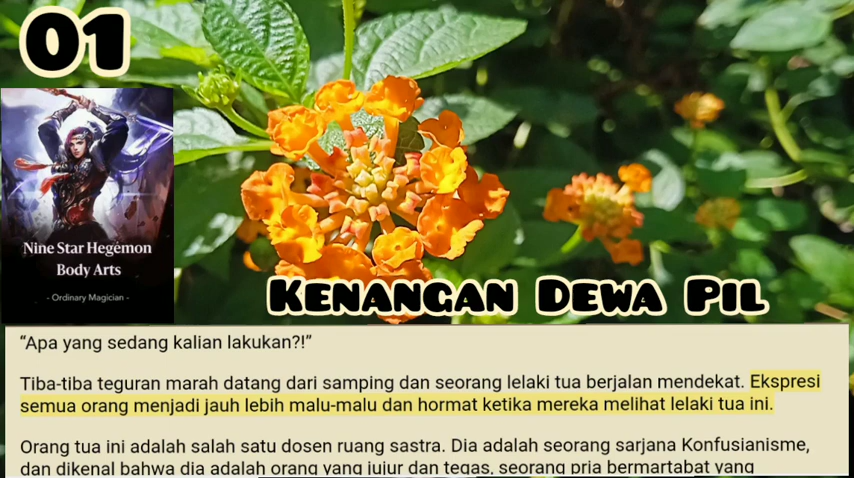 01
Nine Star Hegemon
Body Arts
- Ordinary Magician -
KENANGAN DEWA PIL
“Apa yang sedang kalian lakukan?!”
Tiba-tiba teguran marah datang dari samping dan seorang lelaki tua berjalan mendekat. Ekspresi
semua orang menjadi jauh lebih malu-malu dan hormat ketika mereka melihat lelaki tua ini.
Orang tua ini adalah salah satu dosen ruang sastra. Dia adalah seorang sarjana Konfusianisme,
dan dikenal bahwa dia adalah orang yang jujur dan tegas, seorang pria bermartabat yang